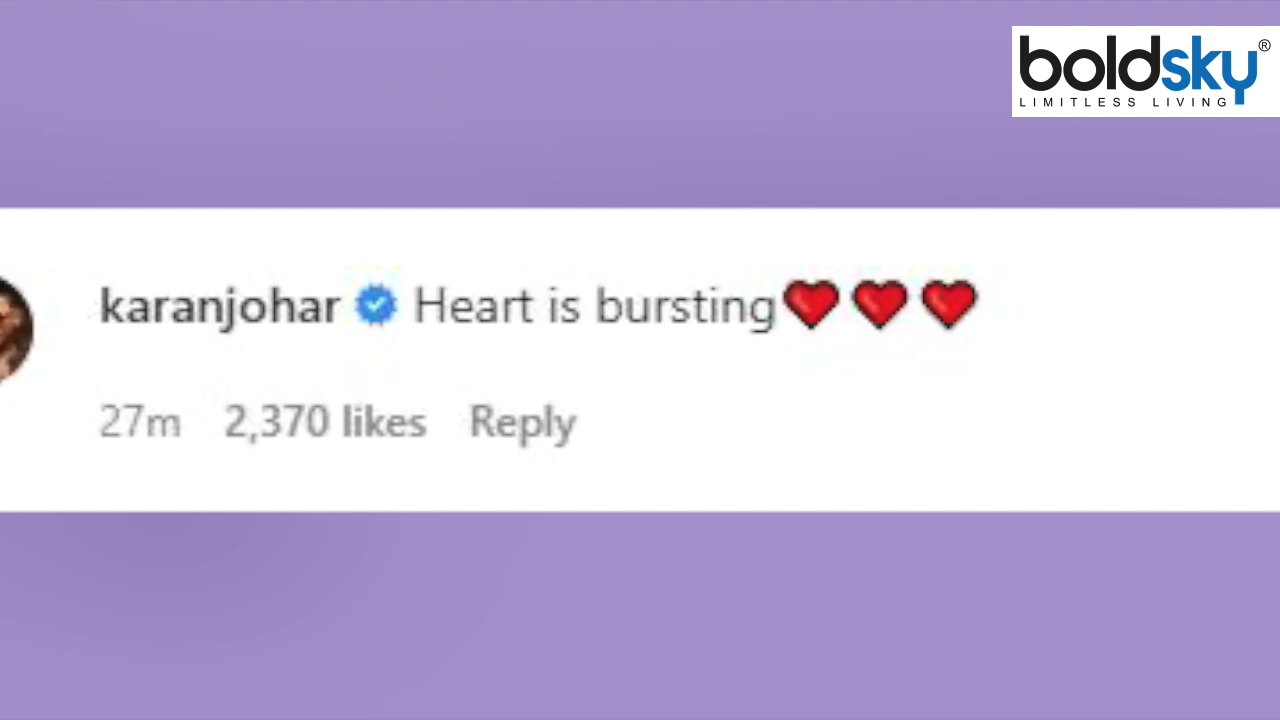 boldsky®
LIMITLESS LIVING
karanjohar Heart is bursting❤️❤️❤️
27m 2,370 likes Reply